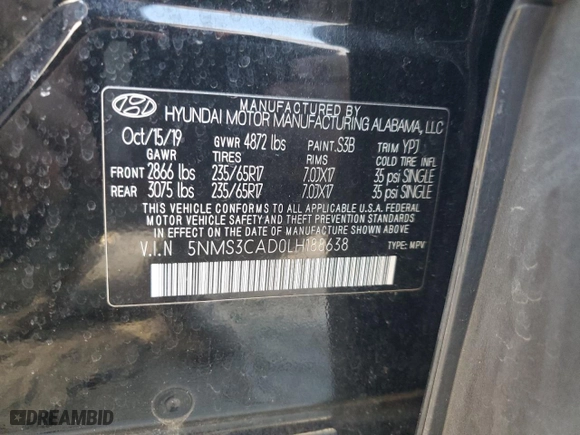 MANUFACTURED BY
HYUNDAI MOTOR MANUFACTURING ALABAMA, LLC
Oct/15/19 GVWR 4872 lbs PAINT. S3B TRIM YPJ
GAWR TIRES RIMS COLD TIRE INFL
FRONT 2866 lbs 235/65R17 7.0JX17 35 psi SINGLE
REAR 3075 lbs 235/65R17 7.0JX17 35 psi SINGLE
THIS VEHICLE CONFORMS TO ALL APPLICABLE U.S.A. FEDERAL
MOTOR VEHICLE SAFETY AND THEFT PREVENTION STANDARDS
IN EFFECT ON THE DATE OF MANUFACTURE SHOWN ABOVE.
V.I.N 5NMS3CAD0LH188638 TYPE: MPV
DREAMBID